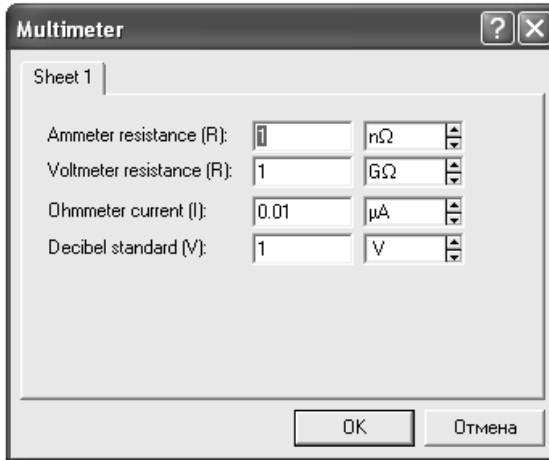 Multimeter
Sheet 1
Ammeter resistance (R): 1 nΩ
Voltmeter resistance (R): 1 GΩ
Ohmmeter current (I): 0.01 µA
Decibel standard (V): 1 V
OK Отмена